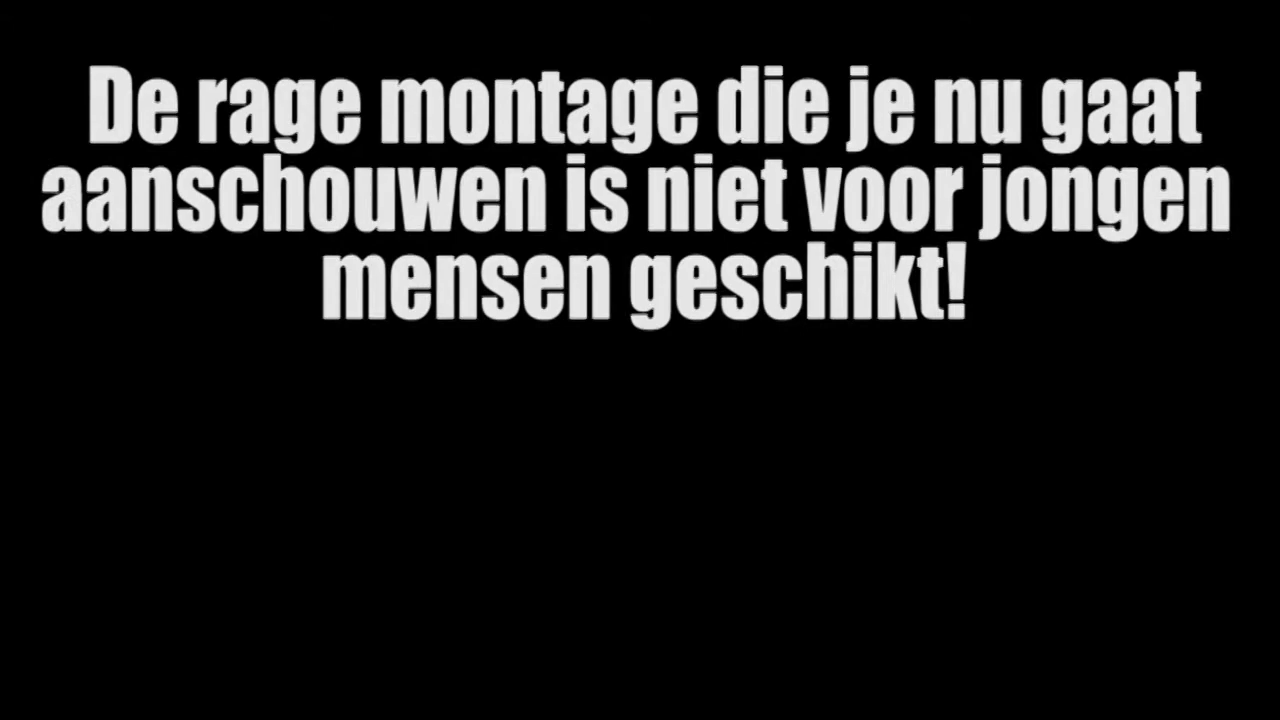 De rage montage die je nu gaat
aanschouwen is niet voor jongen
mensen geschikt!